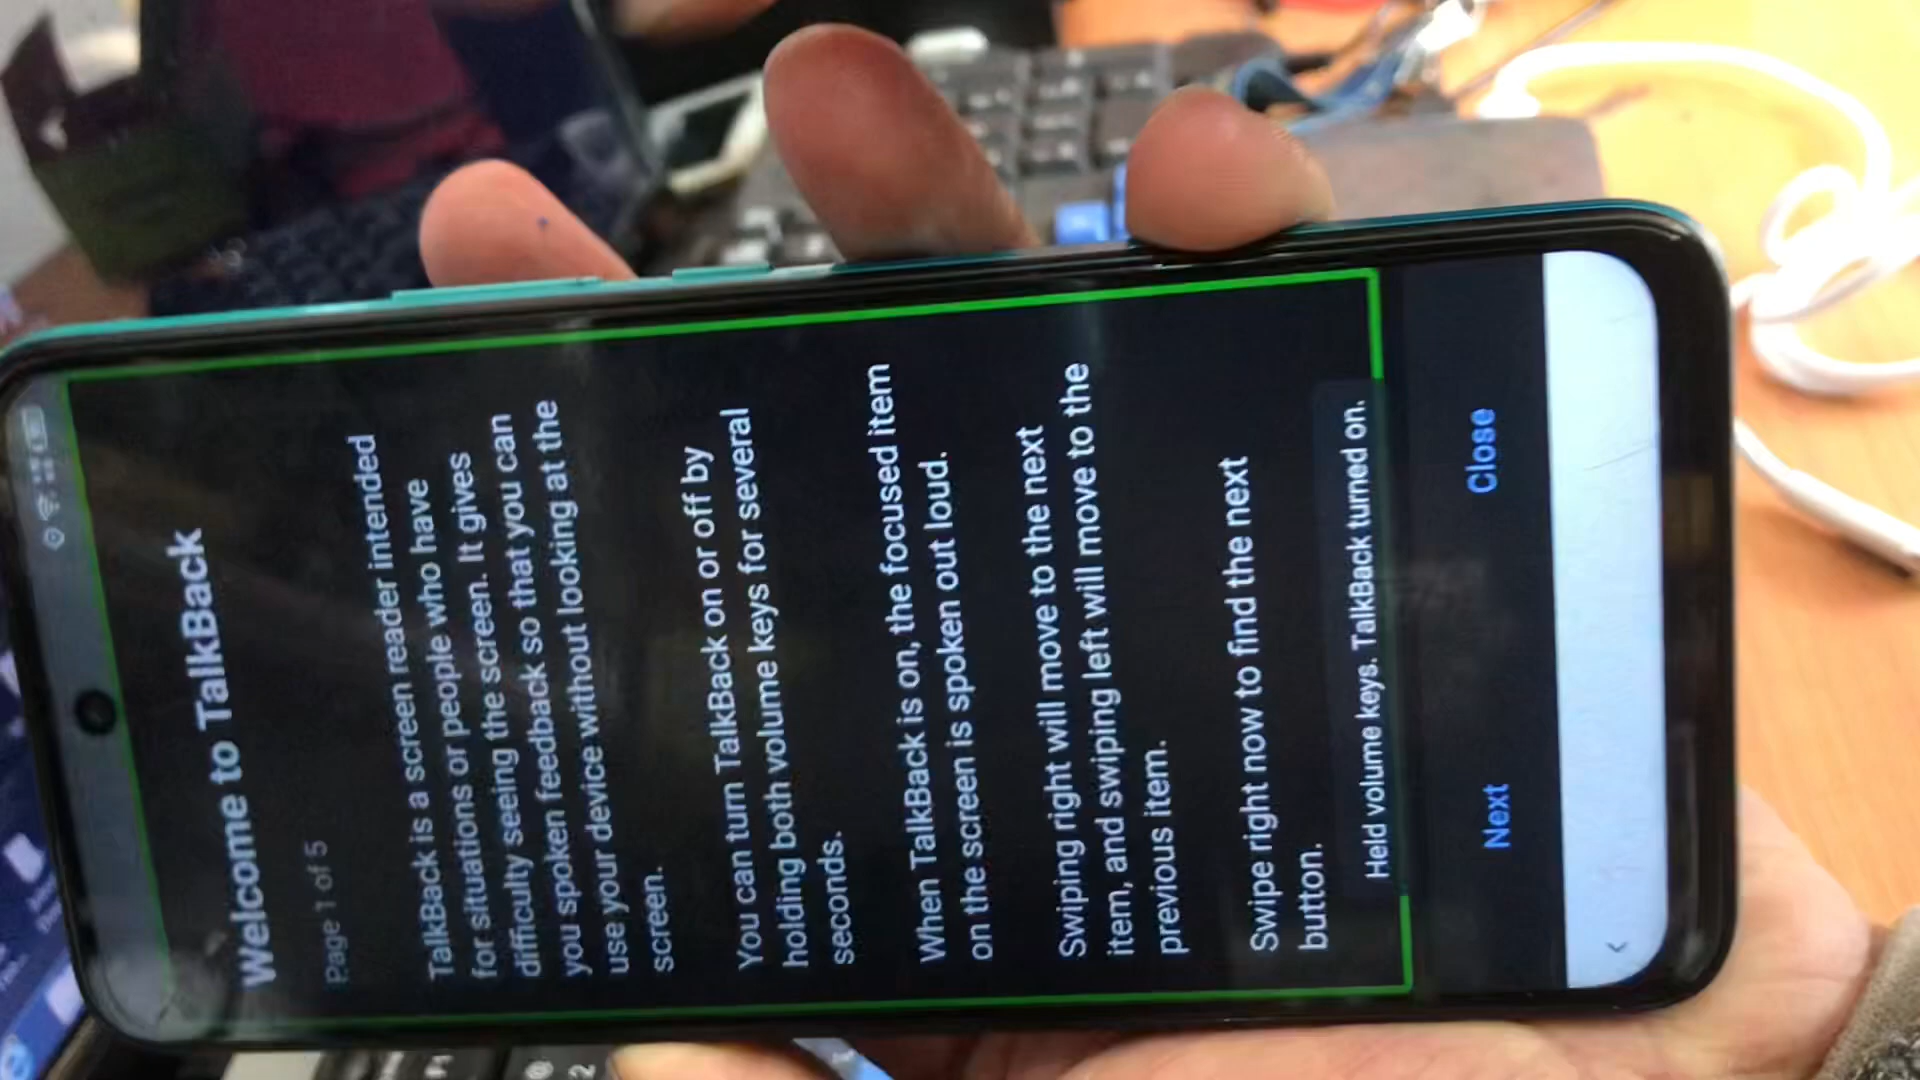 Welcome to TalkBack
Page 1 of 5
TalkBack is a screen reader intended
for situations or people who have
difficulty seeing the screen. It gives
you spoken feedback so that you can
use your device without looking at the
screen.
You can turn TalkBack on or off by
holding both volume keys for several
seconds.
When TalkBack is on, the focused item
on the screen is spoken out loud.
Swiping right will move to the next
item, and swiping left will move to the
previous item.
Swipe right now to find the next
button.
Held volume keys. TalkBack turned on.
Next
Close
F1
@
2